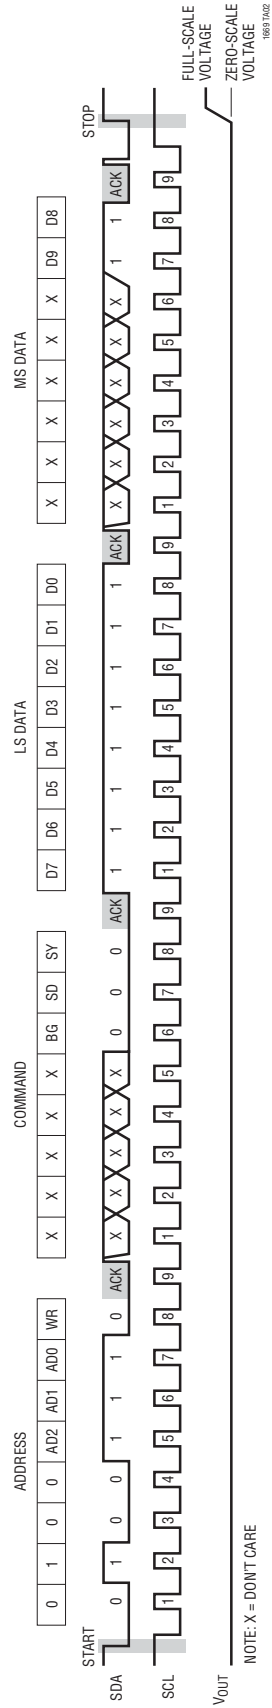 ADDRESS COMMAND LS DATA MS DATA
0 1 0 0 AD2 AD1 AD0 WR X X X X X BG SD SY D7 D6 D5 D4 D3 D2 D1 D0 X X X X X X D9 D8
START STOP
SDA 0 1 0 0 1 1 1 0 ACK X X X X X 0 0 0 ACK 1 1 1 1 1 1 1 1 ACK X X X X X X 1 1 ACK
SCL 1 2 3 4 5 6 7 8 9 1 2 3 4 5 6 7 8 9 1 2 3 4 5 6 7 8 9 1 2 3 4 5 6 7 8 9
FULL-SCALE
VOLTAGE
VOUT
ZERO-SCALE
VOLTAGE
NOTE: X = DON'T CARE
1669 TA02